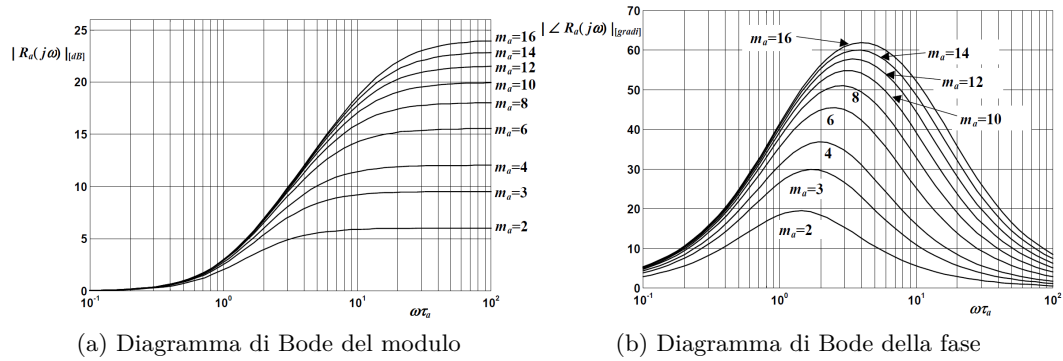 | R_a(jω) |_[dB]
25
20
15
10
5
0
10^-1
10^0
10^1
10^2
ωτ_a
m_a=16
m_a=14
m_a=12
m_a=10
m_a=8
m_a=6
m_a=4
m_a=3
m_a=2
(a) Diagramma di Bode del modulo
| ∠ R_a(jω) |_[gradi]
70
60
50
40
30
20
10
0
10^-1
10^0
10^1
10^2
ωτ_a
m_a=16
m_a=14
m_a=12
m_a=10
8
6
4
m_a=3
m_a=2
(b) Diagramma di Bode della fase